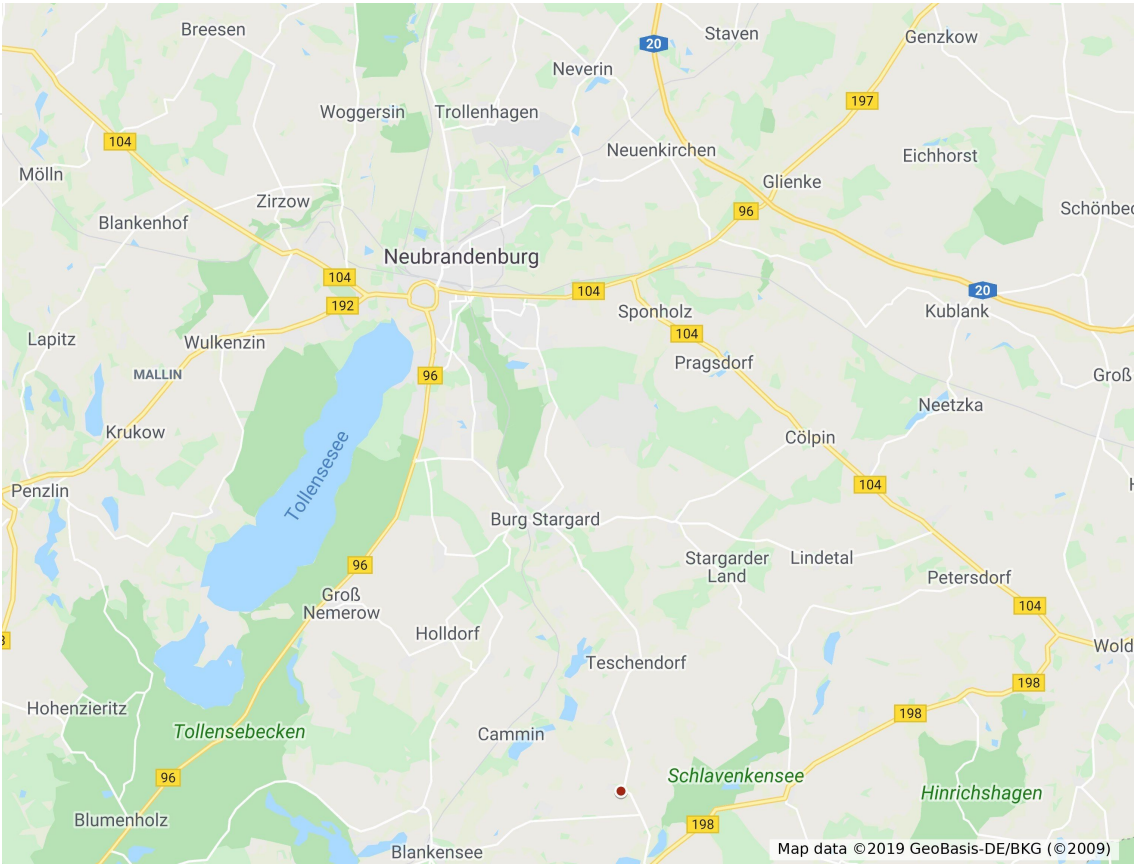 Breesen
Staven
Genzkow
20
Neverin
197
Woggersin
Trollenhagen
104
Neuenkirchen
Eichhorst
Mölln
Glienke
Zirzow
Schönbec
96
Blankenhof
Neubrandenburg
104
104
20
192
Sponholz
Kublank
104
Lapitz
Wulkenzin
Pragsdorf
MALLIN
96
Groß
Neetzka
Krukow
Cölpin
Tollensesee
104
Penzlin
H
Burg Stargard
Stargarder
Land
Lindetal
96
Petersdorf
Groß
Nemerow
104
Holldorf
3
Wold
Teschendorf
198
Hohenzieritz
198
Tollensebecken
Cammin
96
Schlavenkensee
Hinrichshagen
Blumenholz
198
Blankensee
Map data ©2019 GeoBasis-DE/BKG (©2009)